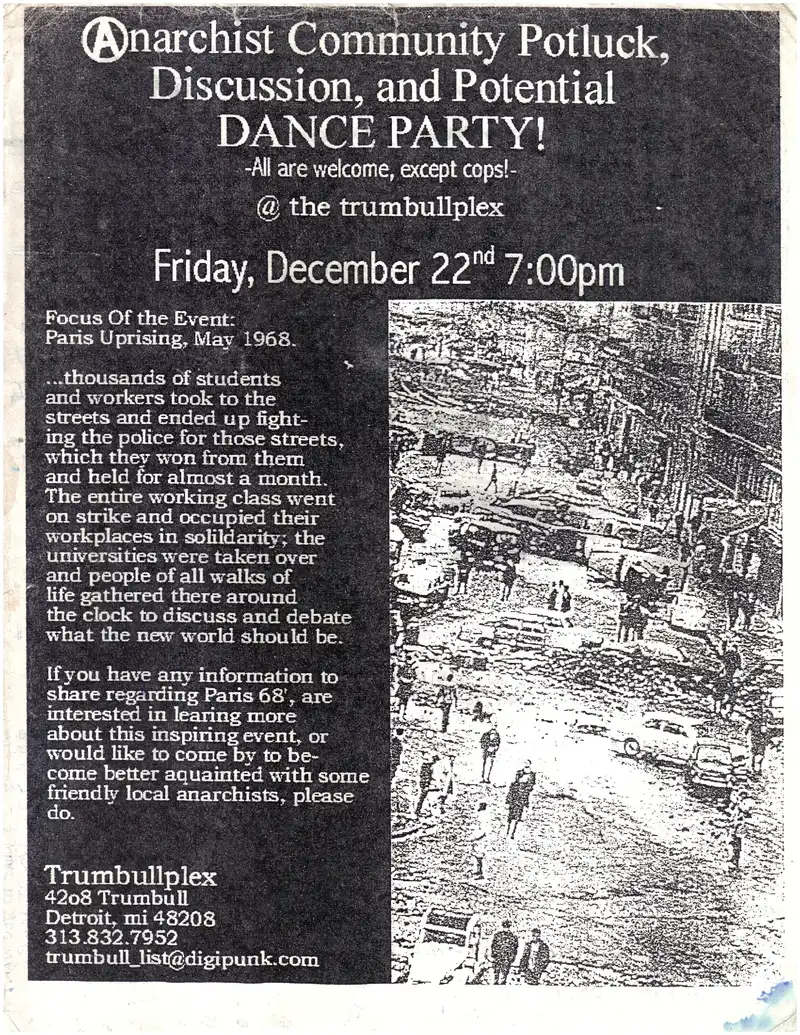 Anarchist Community Potluck,
Discussion, and Potential
DANCE PARTY!
-All are welcome, except cops!-
@ the trumbullplex
Friday, December 22nd 7:00pm
Focus Of the Event:
Paris Uprising, May 1968.
...thousands of students
and workers took to the
streets and ended up fight-
ing the police for those streets,
which they won from them
and held for almost a month.
The entire working class went
on strike and occupied their
workplaces in solildarity; the
universities were taken over
and people of all walks of
life gathered there around
the clock to discuss and debate
what the new world should be.
If you have any information to
share regarding Paris 68', are
interested in learing more
about this inspiring event, or
would like to come by to be-
come better aquainted with some
friendly local anarchists, please
do.
Trumbullplex
4208 Trumbull
Detroit, mi 48208
313.832.7952
trumbull_list@digipunk.com